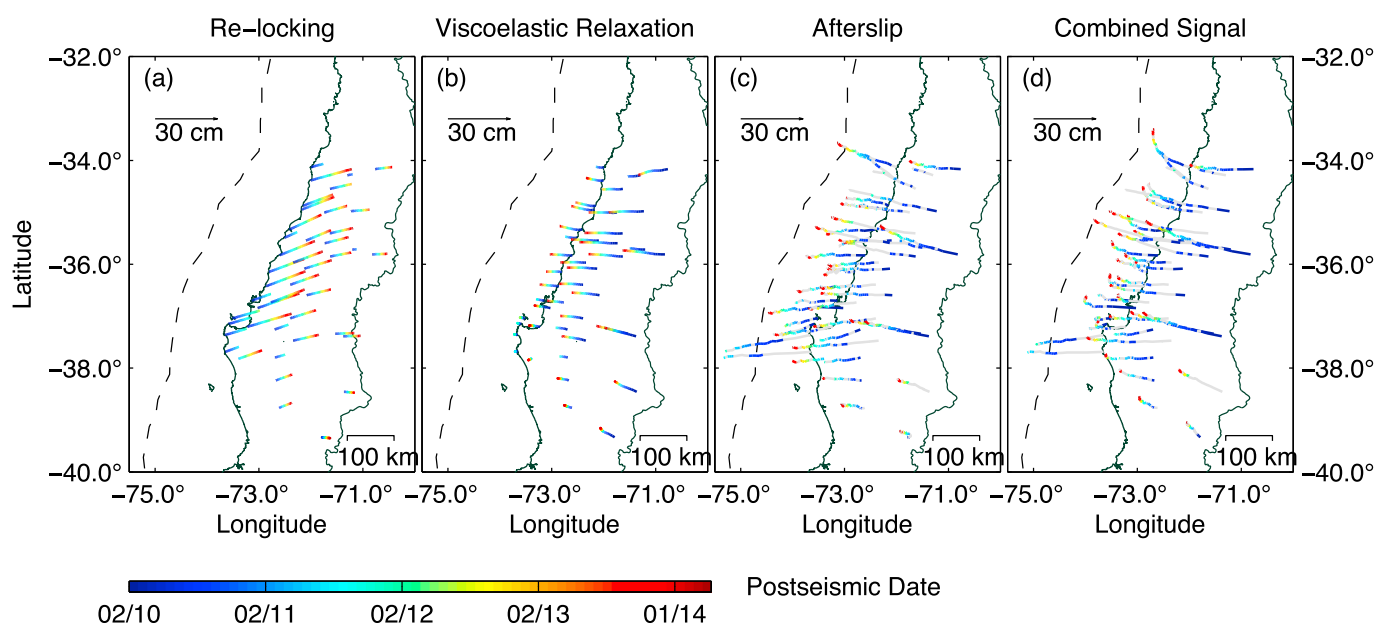 Re−locking Viscoelastic Relaxation Afterslip Combined Signal
−32.0° (a) (b) (c) (d) −32.0°
30 cm 30 cm 30 cm 30 cm
−34.0° −34.0°
Latitude
−36.0° −36.0°
−38.0° −38.0°
100 km 100 km 100 km 100 km
−40.0° −40.0°
−75.0° −73.0° −71.0° −75.0° −73.0° −71.0° −75.0° −73.0° −71.0° −75.0° −73.0° −71.0°
Longitude Longitude Longitude Longitude
Postseismic Date
02/10 02/11 02/12 02/13 01/14